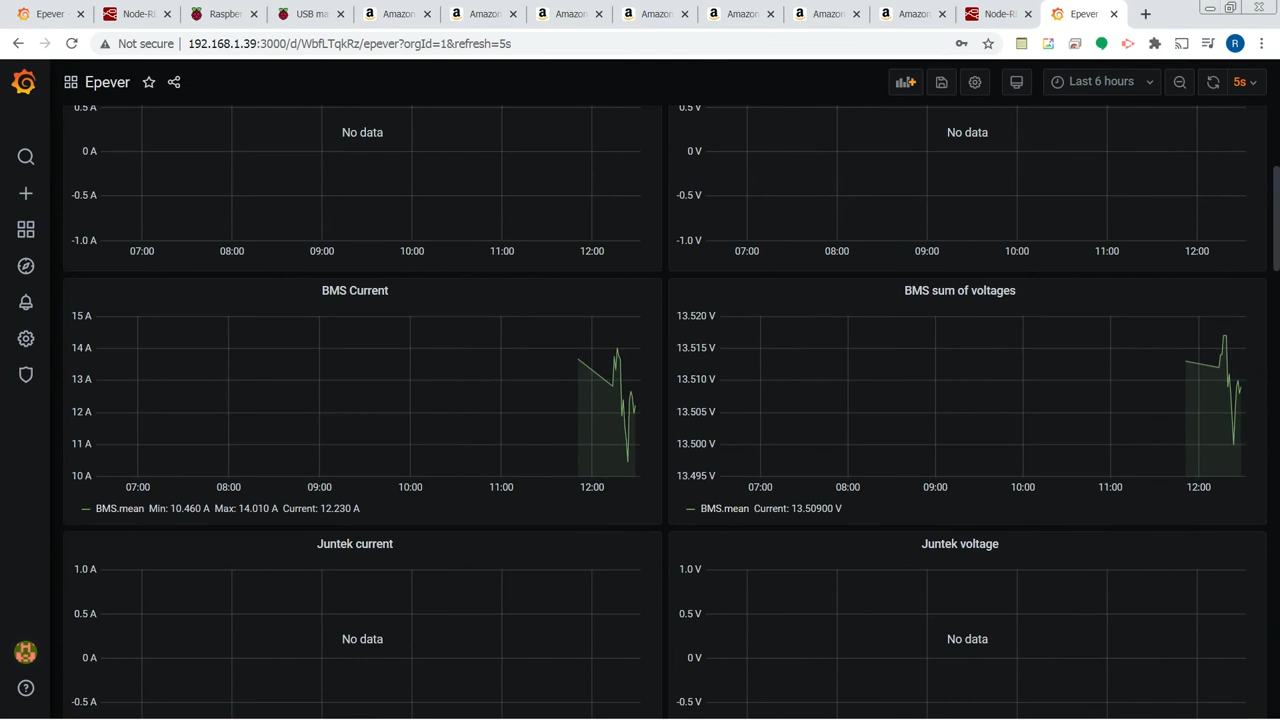 Epever
Node-RI
Raspber
USB ma
Amazon
Amazon
Amazon
Amazon
Amazon
Amazon
Amazon
Node-RI
Epever
Not secure 192.168.1.39:3000/d/WbfLTqkRz/epever?orgId=1&refresh=5s
R
Epever
Last 6 hours
5s
0.5 A
0 A
-0.5 A
-1.0 A
No data
07:00 08:00 09:00 10:00 11:00 12:00
0.5 V
0 V
-0.5 V
-1.0 V
No data
07:00 08:00 09:00 10:00 11:00 12:00
BMS Current
15 A
14 A
13 A
12 A
11 A
10 A
07:00 08:00 09:00 10:00 11:00 12:00
BMS.mean Min: 10.460 A Max: 14.010 A Current: 12.230 A
BMS sum of voltages
13.520 V
13.515 V
13.510 V
13.505 V
13.500 V
13.495 V
07:00 08:00 09:00 10:00 11:00 12:00
BMS.mean Current: 13.50900 V
Juntek current
1.0 A
0.5 A
0 A
-0.5 A
No data
Juntek voltage
1.0 V
0.5 V
0 V
-0.5 V
No data